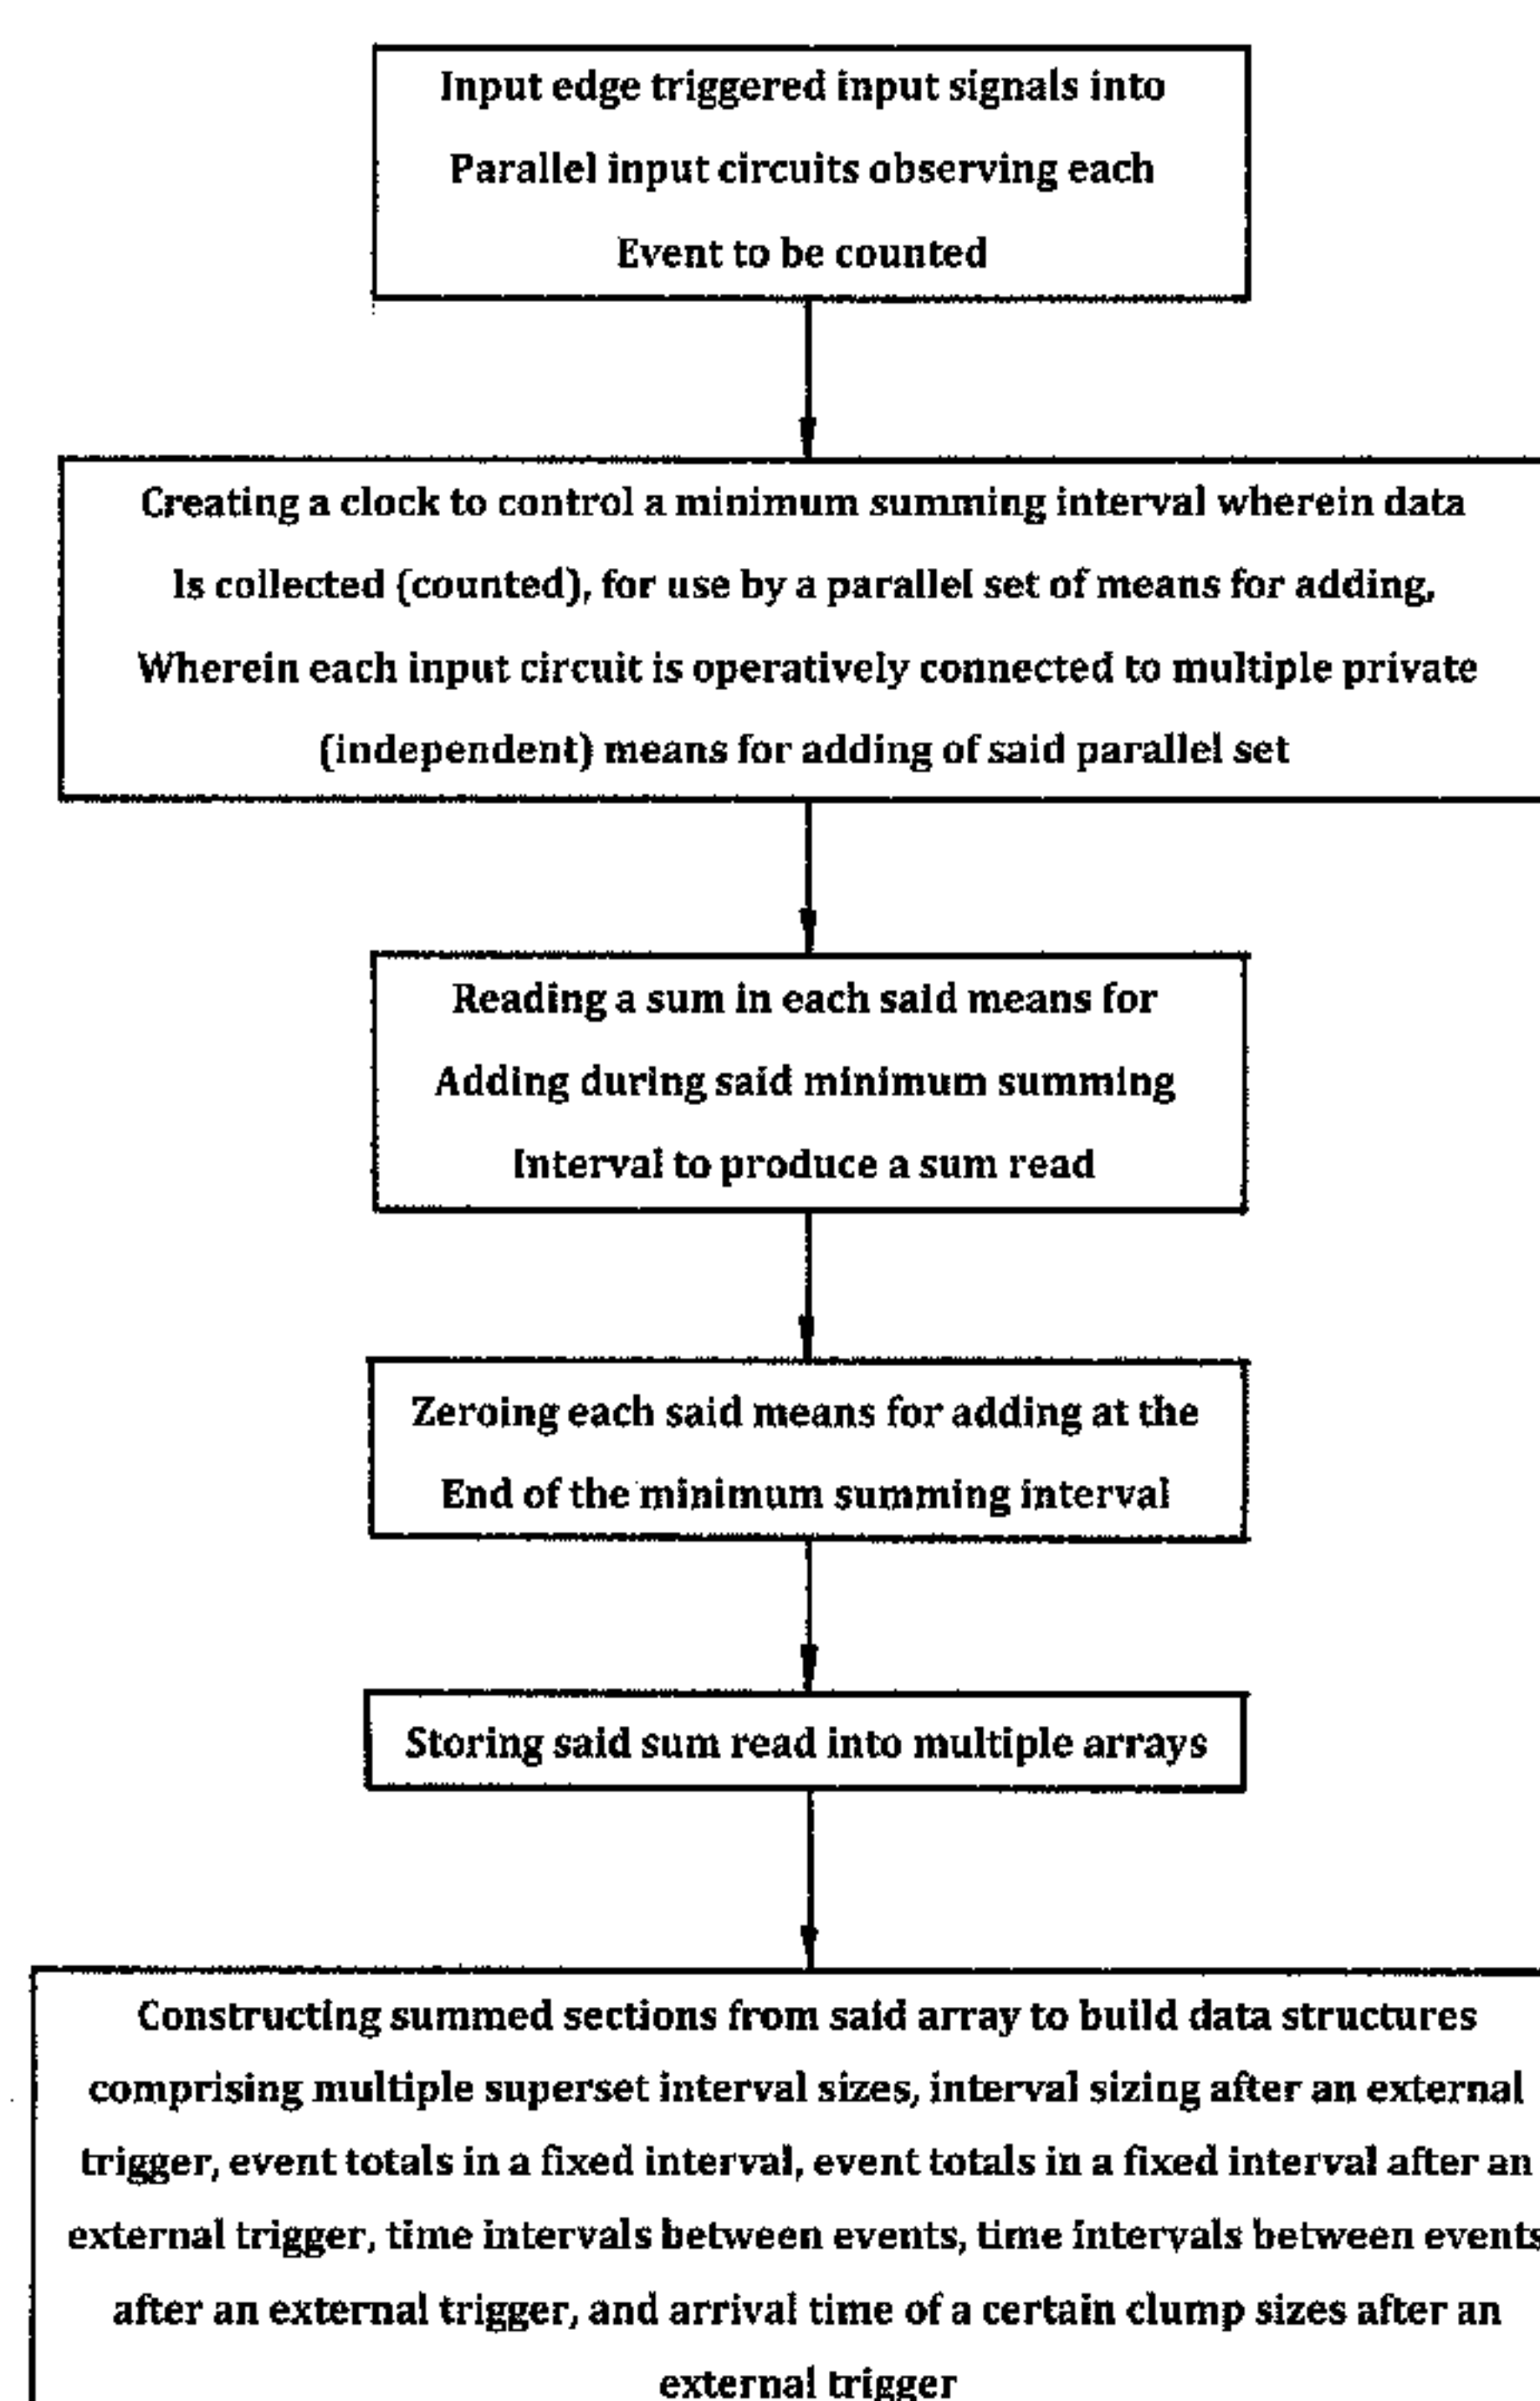 Input edge triggered input signals into
Parallel input circuits observing each
Event to be counted
Creating a clock to control a minimum summing interval wherein data
Is collected (counted), for use by a parallel set of means for adding,
Wherein each input circuit is operatively connected to multiple private
(independent) means for adding of said parallel set
Reading a sum in each said means for
Adding during said minimum summing
Interval to produce a sum read
Zeroing each said means for adding at the
End of the minimum summing interval
Storing said sum read into multiple arrays
Constructing summed sections from said array to build data structures
comprising multiple superset interval sizes, interval sizing after an external
trigger, event totals in a fixed interval, event totals in a fixed interval after an
external trigger, time intervals between events, time intervals between events
after an external trigger, and arrival time of a certain clump sizes after an
external trigger